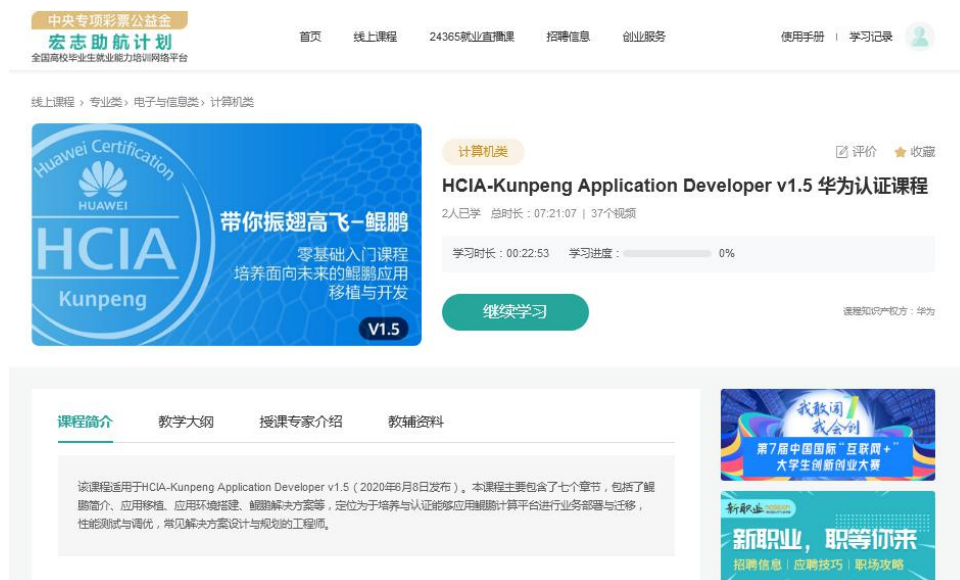 中央专项彩票公益金
宏志助航计划
全国高校毕业生就业能力培训网络平台
首页 线上课程 24365就业直播课 招聘信息 创业服务 使用手册 | 学习记录
线上课程 › 专业类 › 电子与信息类 › 计算机类
Huawei Certification
HUAWEI
HCIA
Kunpeng
带你振翅高飞-鲲鹏
零基础入门课程
培养面向未来的鲲鹏应用
移植与开发
V1.5
计算机类
评价 收藏
HCIA-Kunpeng Application Developer v1.5 华为认证课程
2人已学 总时长：07:21:07 | 37个视频
学习时长：00:22:53 学习进度： 0%
继续学习
课程知识产权方：华为
课程简介 教学大纲 授课专家介绍 教辅资料
该课程适用于HCIA-Kunpeng Application Developer v1.5（2020年6月8日发布）。本课程主要包含了七个章节，包括了鲲
鹏简介、应用移植、应用环境搭建、鲲鹏解决方案等，定位于培养与认证能够应用鲲鹏计算平台进行业务部署与迁移，
性能测试与调优，常见解决方案设计与规划的工程师。
我敢闯
我会创
第7届中国国际“互联网+”
大学生创新创业大赛
新职业
新职业，职等你来
招聘信息 | 应聘技巧 | 职场攻略